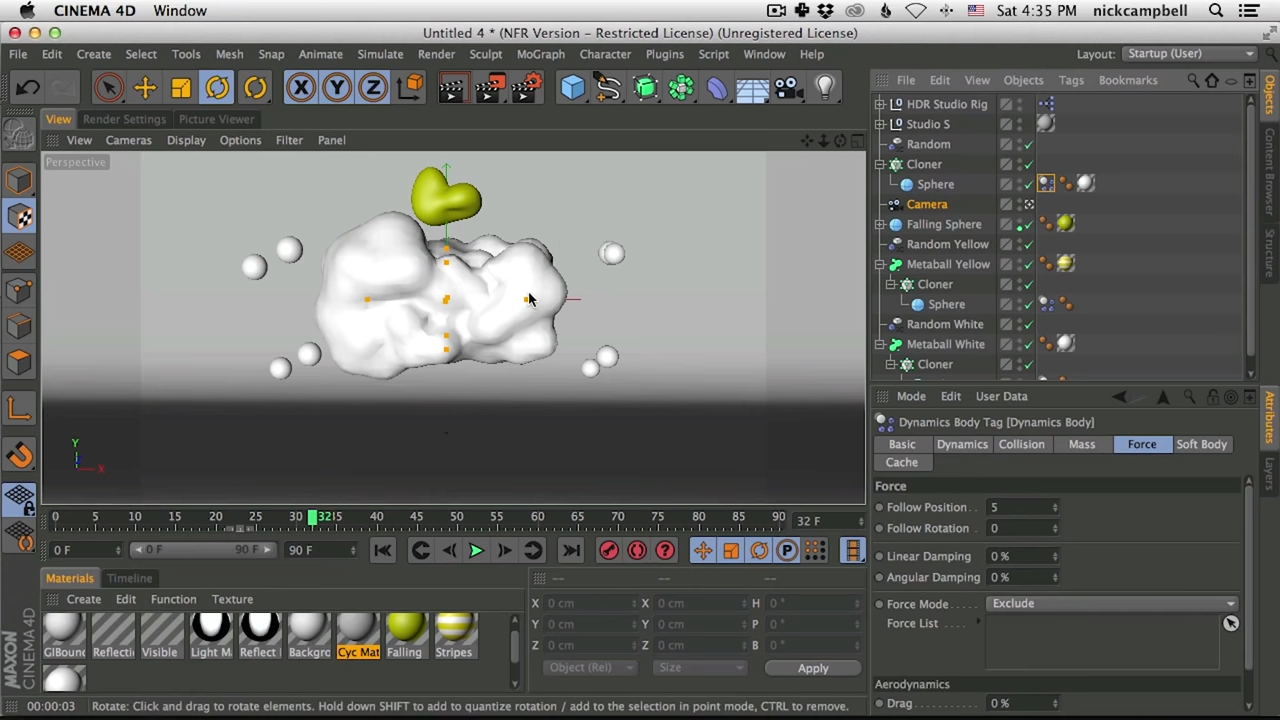 CINEMA 4D Window Sat 4:35 PM nickcampbell
Untitled 4 * (NFR Version - Restricted License) (Unregistered License)
File Edit Create Select Tools Mesh Snap Animate Simulate Render Sculpt MoGraph Character Plugins Script Window Help Layout: Startup (User)
X Y Z
File Edit View Objects Tags Bookmarks
View Render Settings Picture Viewer
View Cameras Display Options Filter Panel
Perspective
HDR Studio Rig
Studio S
Random
Cloner
Sphere
Camera
Falling Sphere
Random Yellow
Metaball Yellow
Cloner
Sphere
Random White
Metaball White
Cloner
Objects
Content Browser
Structure
Y
X
Mode Edit User Data
Dynamics Body Tag [Dynamics Body]
Basic Dynamics Collision Mass Force Soft Body
Cache
Force
Follow Position 5
Follow Rotation 0
Linear Damping 0 %
Angular Damping 0 %
Force Mode Exclude
Force List
Aerodynamics
Drag 0 %
Attributes
Layers
0 5 10 15 20 25 30 3215 40 45 50 55 60 65 70 75 80 85 90 32 F
0 F 0 F 90 F 90 F P
Materials Timeline
Create Edit Function Texture
GIBounc Reflecti Visible Light M Reflect Backgro Cyc Mat Falling Stripes
-- -- --
X 0 cm X 0 cm H 0 °
Y 0 cm Y 0 cm P 0 °
Z 0 cm Z 0 cm B 0 °
Object (Rel) Size Apply
MAXON CINEMA 4D
00:00:03 Rotate: Click and drag to rotate elements. Hold down SHIFT to add to quantize rotation / add to the selection in point mode, CTRL to remove.